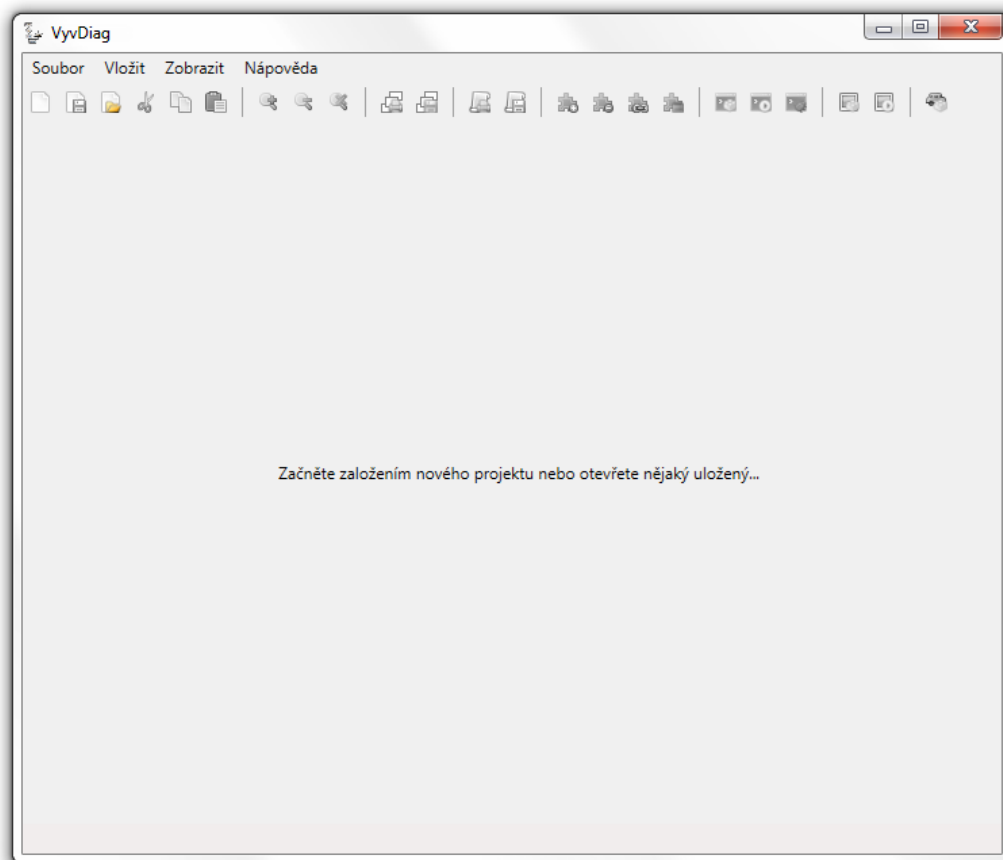 VyvDiag
Soubor Vložit Zobrazit Nápověda
Začněte založením nového projektu nebo otevřete nějaký uložený...